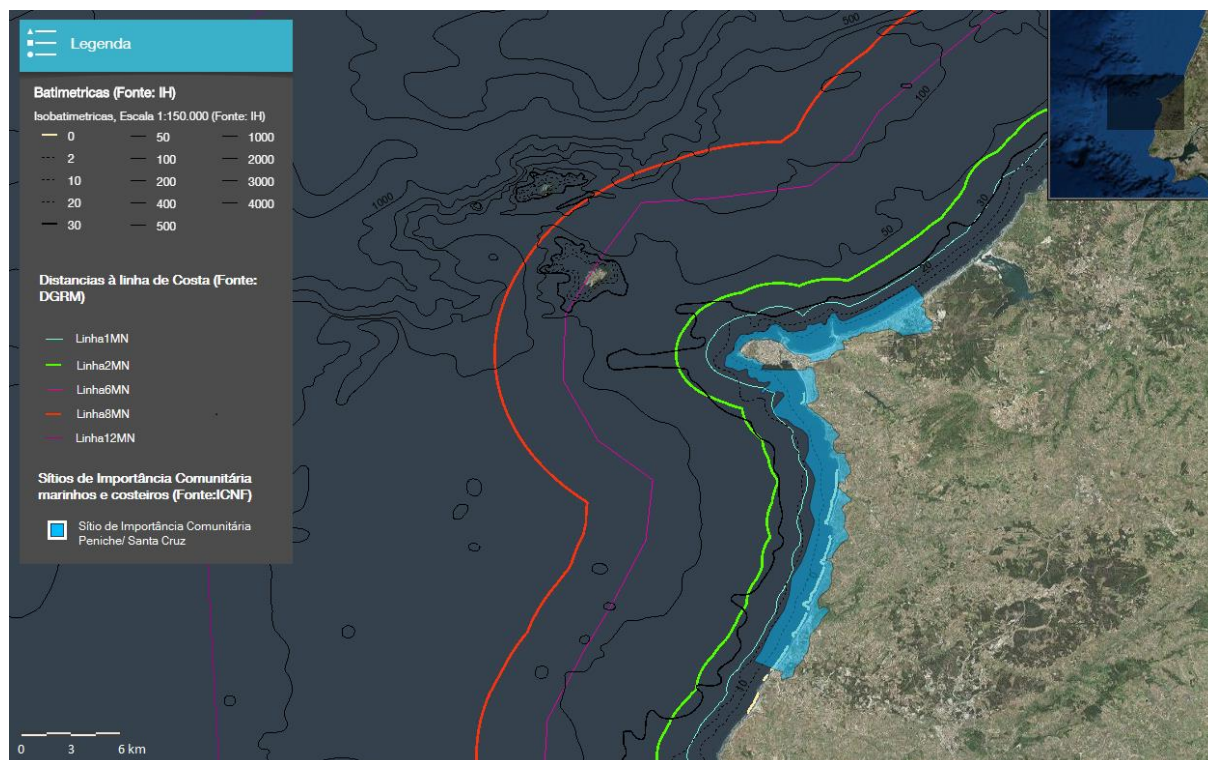 Legenda
Batimetricas (Fonte: IH)
Isobatimetricas, Escala 1:150.000 (Fonte: IH)
0 50 1000
2 100 2000
10 200 3000
20 400 4000
30 500
Distancias à linha de Costa (Fonte:
DGRM)
Linha1MN
Linha2MN
Linha6MN
Linha8MN
Linha12MN
Sítios de Importância Comunitária
marinhos e costeiros (Fonte:ICNF)
Sítio de Importância Comunitária
Peniche/ Santa Cruz
0 3 6 km
500
100
1000
30
50
20
10